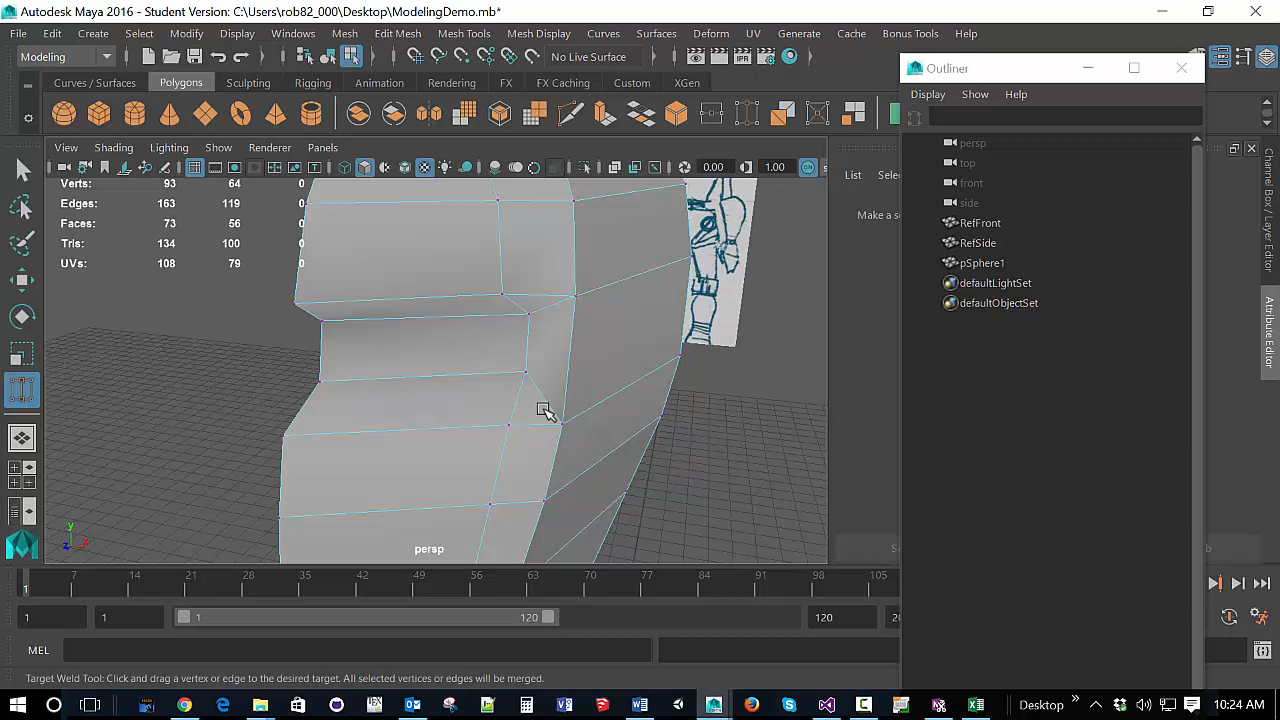 Autodesk Maya 2016 - Student Version: C:\Users\rob82_000\Desktop\ModelingDemo.mb*
File Edit Create Select Modify Display Windows Mesh Edit Mesh Mesh Tools Mesh Display Curves Surfaces Deform UV Generate Cache Bonus Tools Help
Modeling No Live Surface
Outliner
Curves / Surfaces Polygons Sculpting Rigging Animation Rendering FX FX Caching Custom XGen
Display Show Help
View Shading Lighting Show Renderer Panels
0.00 1.00
List
Verts: 93 64 0
Edges: 163 119 0
Faces: 73 56 0
Tris: 134 100 0
UVs: 108 79 0
persp
top
front
side
RefFront
RefSide
pSphere1
defaultLightSet
defaultObjectSet
Channel Box / Layer Editor
Attribute Editor
y
z x
persp
1 7 14 21 28 35 42 49 56 63 70 77 84 91 98 105
1 1 1 120 120
MEL
Target Weld Tool: Click and drag a vertex or edge to the desired target. All selected vertices or edges will be merged.
Desktop 10:24 AM